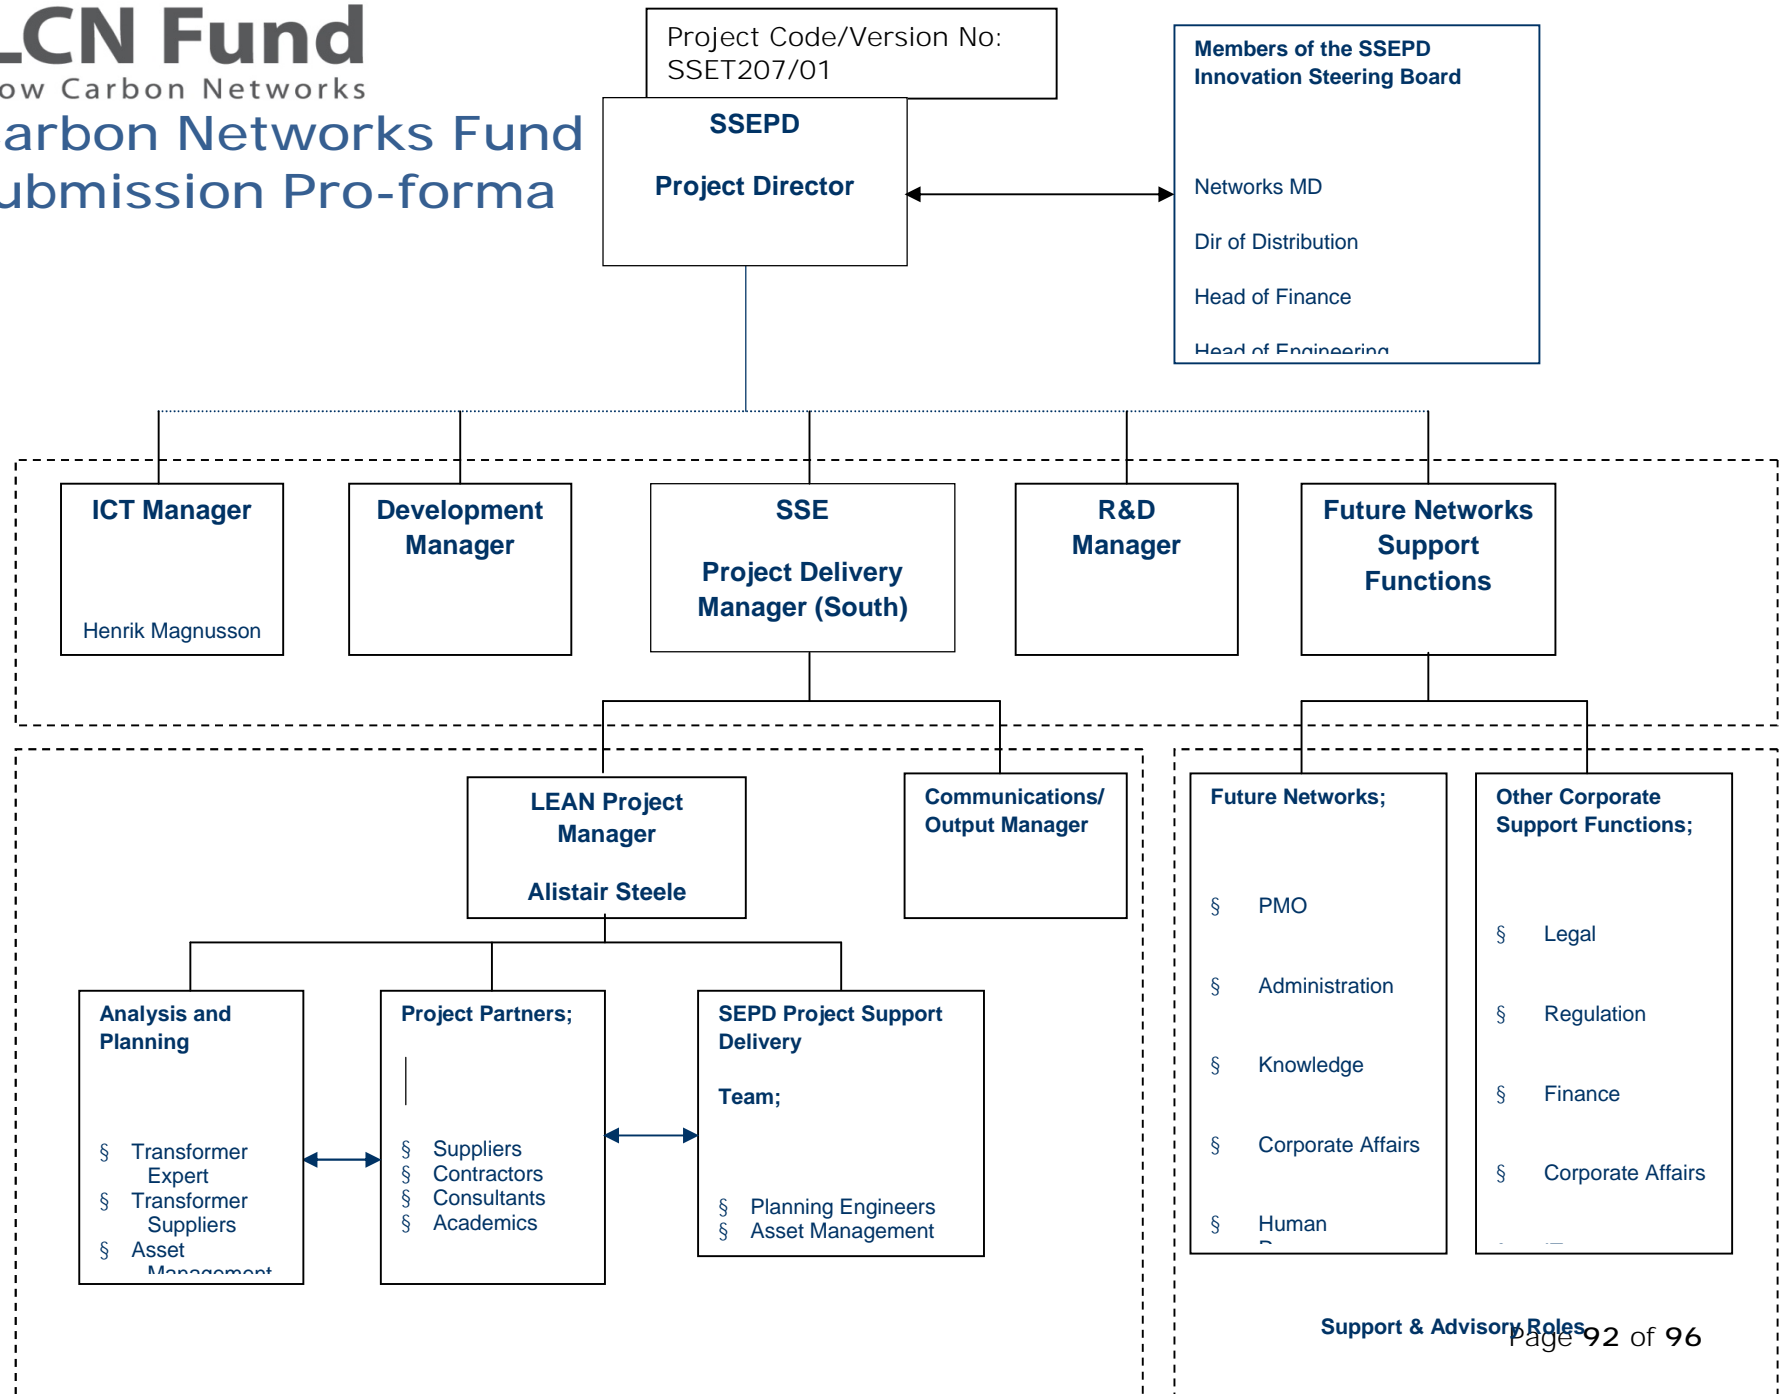 LCN Fund
ow Carbon Networks
arbon Networks Fund
ubmission Pro-forma
Project Code/Version No:
SSET207/01
SSEPD
Project Director
Members of the SSEPD
Innovation Steering Board
Networks MD
Dir of Distribution
Head of Finance
Head of Engineering
ICT Manager
Henrik Magnusson
Development
Manager
SSE
Project Delivery
Manager (South)
R&D
Manager
Future Networks
Support
Functions
LEAN Project
Manager
Alistair Steele
Communications/
Output Manager
Future Networks;
§ PMO
§ Administration
§ Knowledge
§ Corporate Affairs
§ Human
Other Corporate
Support Functions;
§ Legal
§ Regulation
§ Finance
§ Corporate Affairs
Analysis and
Planning
§ Transformer
Expert
§ Transformer
Suppliers
§ Asset
Management
Project Partners;
§ Suppliers
§ Contractors
§ Consultants
§ Academics
SEPD Project Support
Delivery
Team;
§ Planning Engineers
§ Asset Management
Support & Advisory Roles
Page 92 of 96